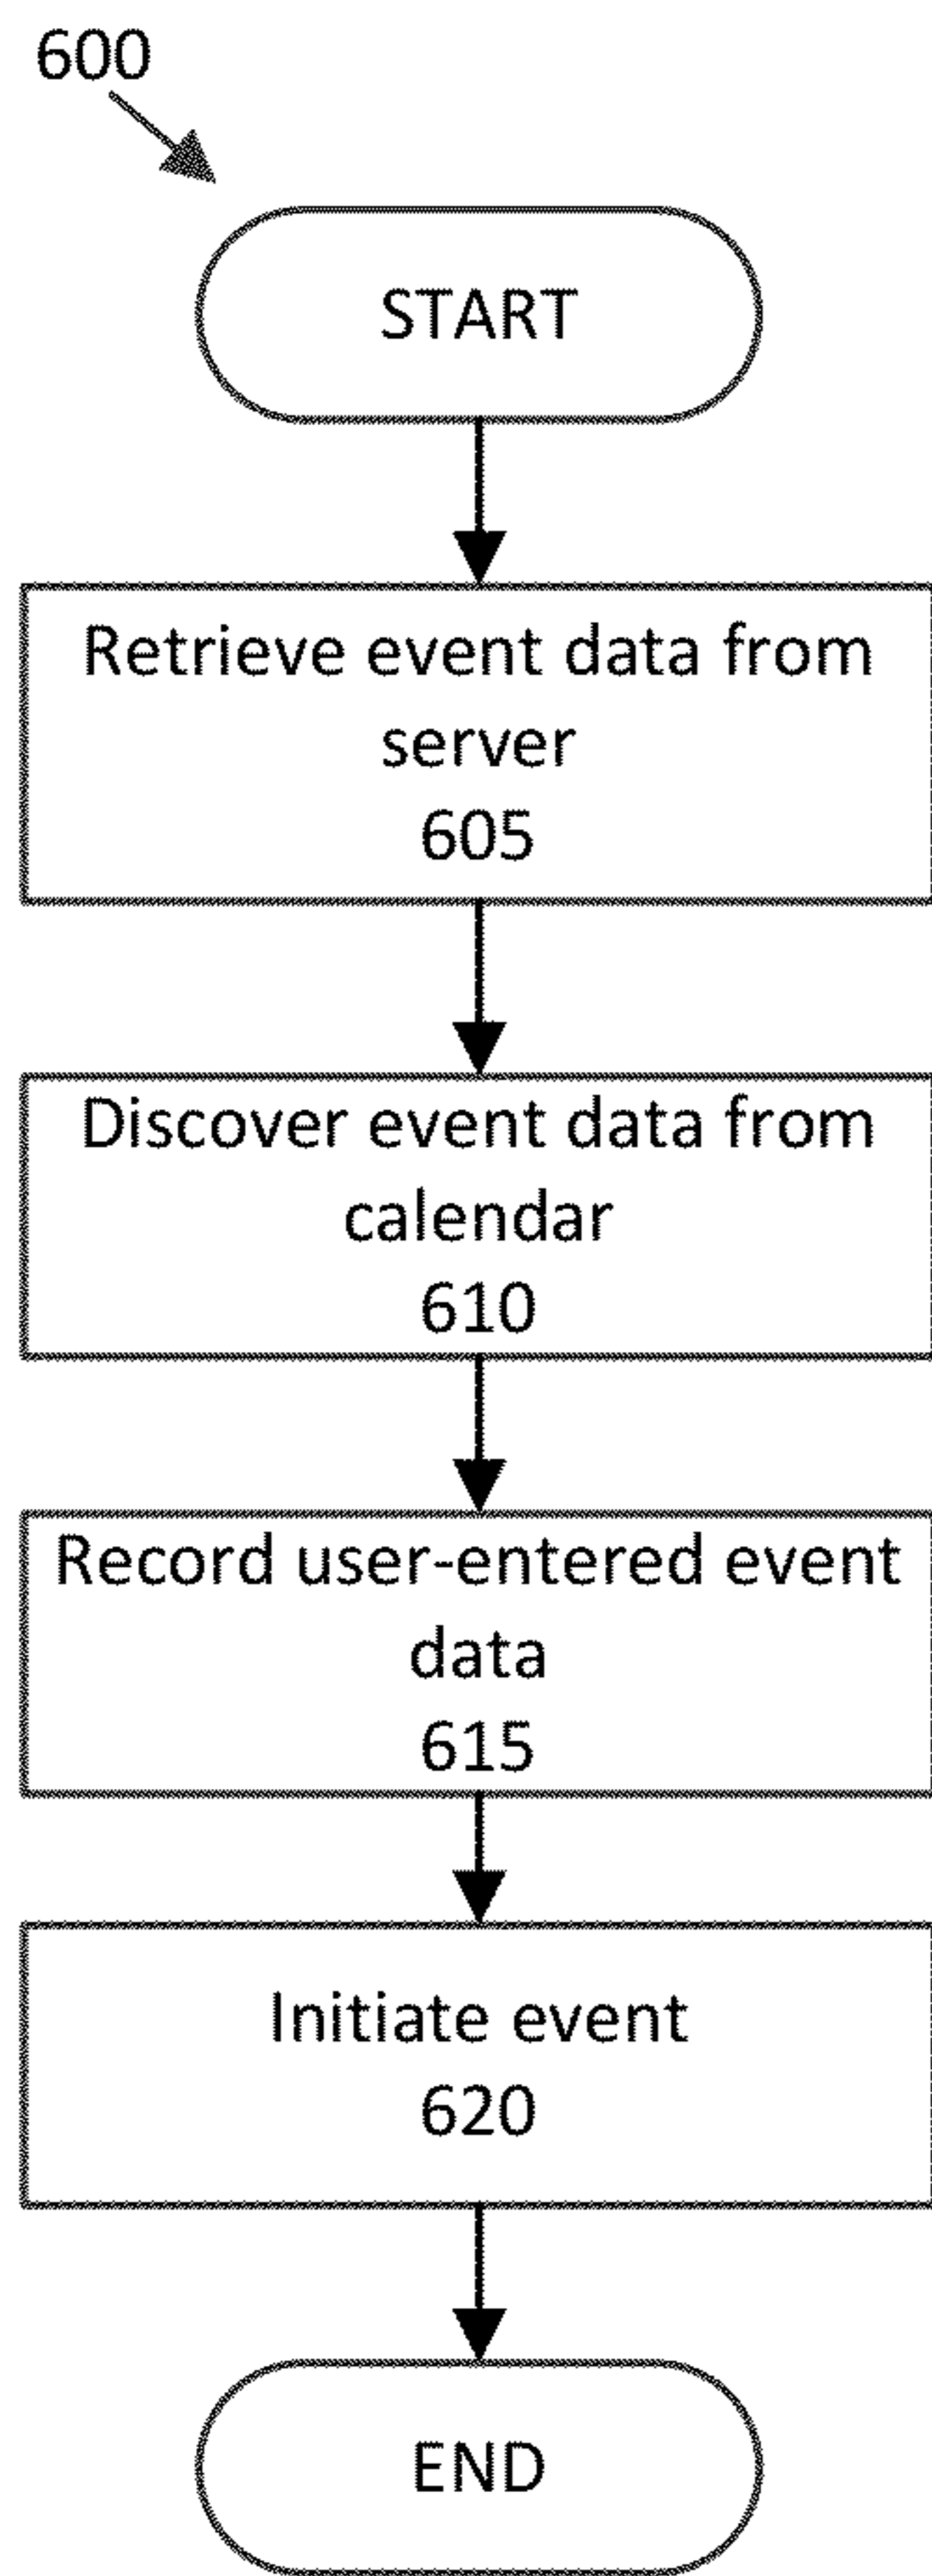 600
START
Retrieve event data from
server
605
Discover event data from
calendar
610
Record user-entered event
data
615
Initiate event
620
END